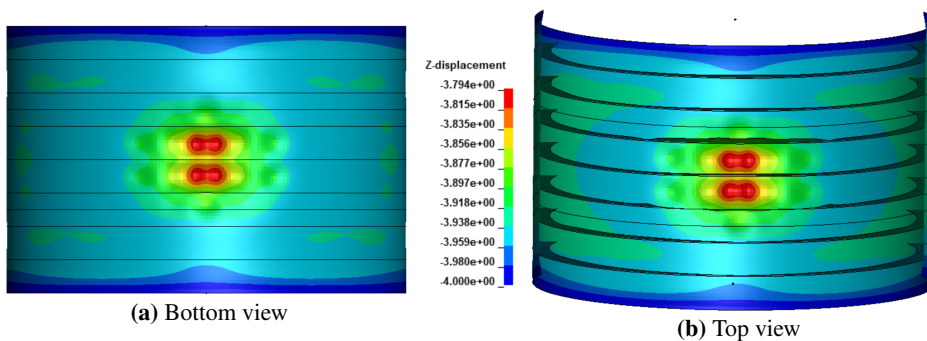 Z-displacement
-3.794e+00
-3.815e+00
-3.835e+00
-3.856e+00
-3.877e+00
-3.897e+00
-3.918e+00
-3.938e+00
-3.959e+00
-3.980e+00
-4.000e+00
(a) Bottom view
(b) Top view